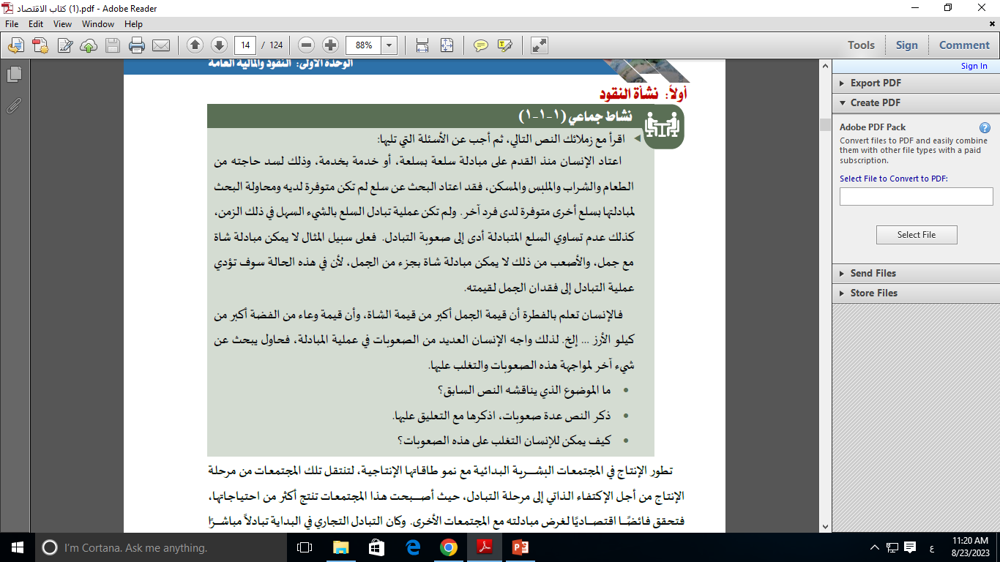 كتاب الاقتصاد (1).pdf - Adobe Reader
File Edit View Window Help
14 / 124 88% Tools Sign Comment
الوحدة الأولى: النقود والمالية العامة
أولاً: نشأة النقود
نشاط جماعي (١-١-١)
اقرأ مع زملائك النص التالي، ثم أجب عن الأسئلة التي تليها:
اعتاد الإنسان منذ القدم على مبادلة سلعة بسلعة، أو خدمة بخدمة، وذلك لسد حاجته من
الطعام والشراب والملبس والمسكن، فقد اعتاد البحث عن سلع لم تكن متوفرة لديه ومحاولة البحث
لمبادلتها بسلع أخرى متوفرة لدى فرد آخر. ولم تكن عملية تبادل السلع بالشيء السهل في ذلك الزمن،
كذلك عدم تساوي السلع المتبادلة أدى إلى صعوبة التبادل. فعلى سبيل المثال لا يمكن مبادلة شاة
مع جمل، والأصعب من ذلك لا يمكن مبادلة شاة بجزء من الجمل، لأن في هذه الحالة سوف تؤدي
عملية التبادل إلى فقدان الجمل لقيمته.
فالإنسان تعلم بالفطرة أن قيمة الجمل أكبر من قيمة الشاة، وأن قيمة وعاء من الفضة أكبر من
كيلو الأرز ... إلخ. لذلك واجه الإنسان العديد من الصعوبات في عملية المبادلة، فحاول يبحث عن
شيء آخر لمواجهة هذه الصعوبات والتغلب عليها.
• ما الموضوع الذي يناقشه النص السابق؟
• ذكر النص عدة صعوبات، اذكرها مع التعليق عليها.
• كيف يمكن للإنسان التغلب على هذه الصعوبات؟
تطور الإنتاج في المجتمعات البشرية البدائية مع نمو طاقاتها الإنتاجية، لتنتقل تلك المجتمعات من مرحلة
الإنتاج من أجل الإكتفاء الذاتي إلى مرحلة التبادل، حيث أصبحت هذا المجتمعات تنتج أكثر من احتياجاتها،
فتحقق فائضًا اقتصاديًا لغرض مبادلته مع المجتمعات الأخرى. وكان التبادل التجاري في البداية تبادلاً مباشرًا
Sign In
Export PDF
Create PDF
Adobe PDF Pack
Convert files to PDF and easily combine
them with other file types with a paid
subscription.
Select File to Convert to PDF:
Select File
Send Files
Store Files
I'm Cortana. Ask me anything.
ع
11:20 AM
8/23/2023